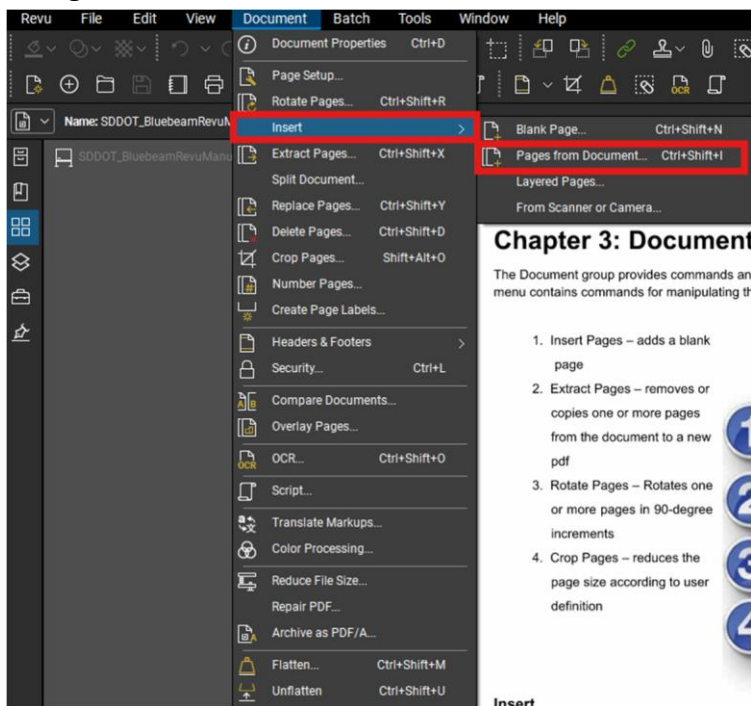 Revu File Edit View Document Batch Tools Window Help
Document Properties Ctrl+D
Page Setup...
Rotate Pages... Ctrl+Shift+R
Name: SDDOT_BluebeamRevuM
Insert >
Blank Page... Ctrl+Shift+N
SDDOT_BluebeamRevuManu
Extract Pages... Ctrl+Shift+X
Pages from Document... Ctrl+Shift+I
Split Document...
Layered Pages...
Replace Pages... Ctrl+Shift+Y
From Scanner or Camera...
Delete Pages... Ctrl+Shift+D
Crop Pages... Shift+Alt+O
Number Pages...
Create Page Labels...
Headers & Footers >
Security... Ctrl+L
Compare Documents...
Overlay Pages...
OCR OCR... Ctrl+Shift+O
Script...
Translate Markups...
Color Processing...
Reduce File Size...
Repair PDF...
Archive as PDF/A...
Flatten... Ctrl+Shift+M
Unflatten Ctrl+Shift+U
OCR
Chapter 3: Document
The Document group provides commands an
menu contains commands for manipulating th
1. Insert Pages – adds a blank
page
2. Extract Pages – removes or
copies one or more pages
from the document to a new
pdf
3. Rotate Pages – Rotates one
or more pages in 90-degree
increments
4. Crop Pages – reduces the
page size according to user
definition
1
2
3
4
Insert